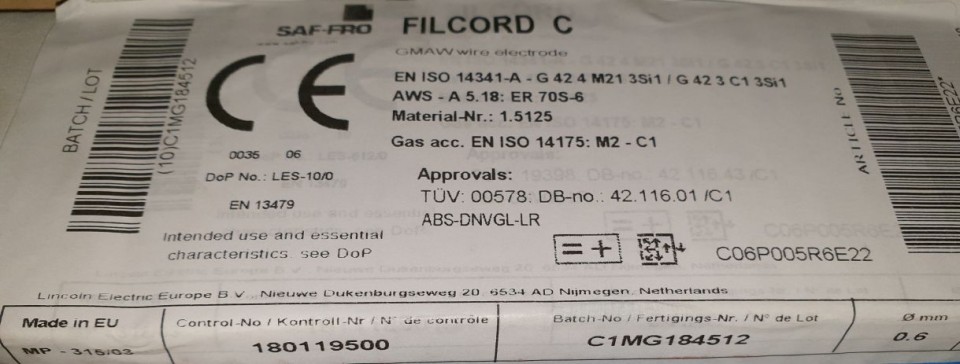 SAF-FRO FILCORD C
GMAW wire electrode
EN ISO 14341-A - G 42 4 M21 3Si1 / G 42 3 C1 3Si1
AWS - A 5.18: ER 70S-6
Material-Nr.: 1.5125
Gas acc. EN ISO 14175: M2 - C1
BATCH / LOT
(10)C1MG184512
CE
0035 06
DoP No.: LES-10/0
EN 13479
Intended use and essential
characteristics see DoP
Approvals:
TÜV: 00578: DB-no.: 42.116.01 /C1
ABS-DNVGL-LR
= +
ARTICLE NO
C06P005R6E22
Lincoln Electric Europe B V Nieuwe Dukenburgseweg 20 6534 AD Nijmegen, Netherlands
Made in EU
MP - 315/03
Control-No / Kontroll-Nr / N° de contrôle
180119500
Batch-No / Fertigungs-Nr. / N° de Lot
C1MG184512
Ø mm
0.6